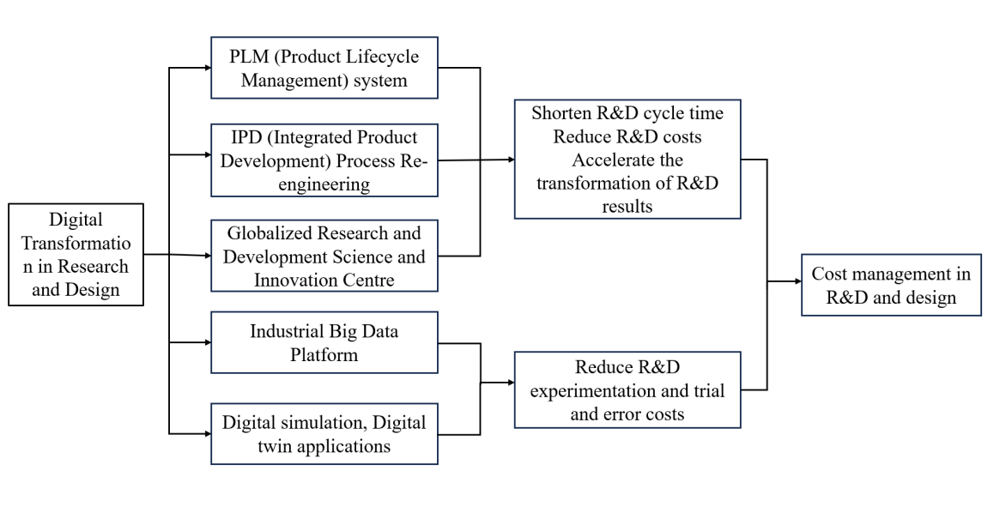 Digital
Transformatio
n in Research
and Design
PLM (Product Lifecycle
Management) system
IPD (Integrated Product
Development) Process Re-
engineering
Globalized Research and
Development Science and
Innovation Centre
Industrial Big Data
Platform
Digital simulation, Digital
twin applications
Shorten R&D cycle time
Reduce R&D costs
Accelerate the
transformation of R&D
results
Reduce R&D
experimentation and trial
and error costs
Cost management in
R&D and design